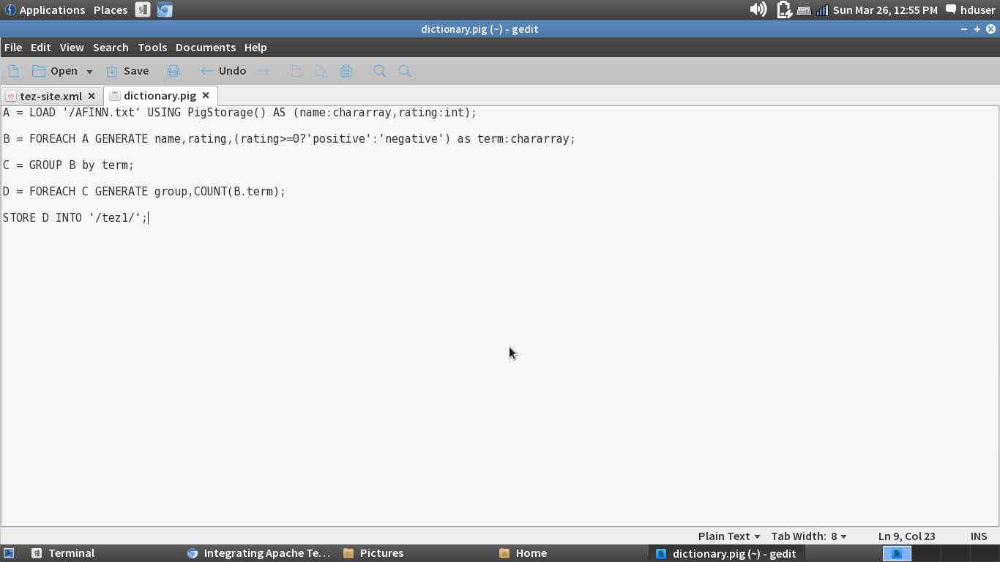 Applications Places Sun Mar 26, 12:55 PM hduser
dictionary.pig (~) - gedit
File Edit View Search Tools Documents Help
Open Save Undo
tez-site.xml dictionary.pig
A = LOAD '/AFINN.txt' USING PigStorage() AS (name:chararray,rating:int);
B = FOREACH A GENERATE name,rating,(rating>=0?'positive':'negative') as term:chararray;
C = GROUP B by term;
D = FOREACH C GENERATE group,COUNT(B.term);
STORE D INTO '/tez1/';
Plain Text Tab Width: 8 Ln 9, Col 23 INS
Terminal Integrating Apache Te... Pictures Home dictionary.pig (~) - gedit